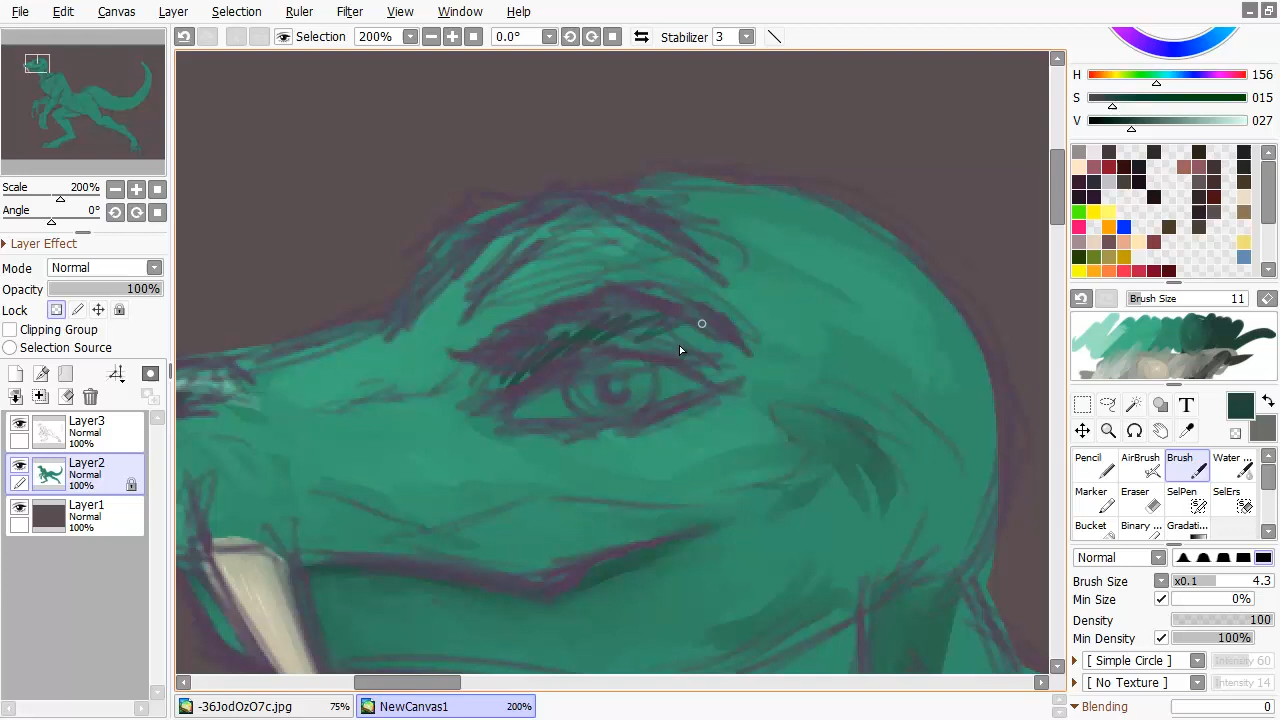 File Edit Canvas Layer Selection Ruler Filter View Window Help
Selection 200% 0.0° Stabilizer 3
H 156
S 015
V 027
Scale 200%
Angle 0°
Layer Effect
Mode Normal
Opacity 100%
Lock
Clipping Group
Selection Source
Layer3
Normal
100%
Layer2
Normal
100%
Layer1
Normal
100%
Brush Size 11
T
Pencil AirBrush Brush Water ...
Marker Eraser SelPen SelErs
Bucket Binary ... Gradati...
Normal
Brush Size x0.1 4.3
Min Size 0%
Density 100
Min Density 100%
[ Simple Circle ] Intensity 60
[ No Texture ] Intensity 14
Blending 0
-36JodOzO7c.jpg 75% NewCanvas1 200%